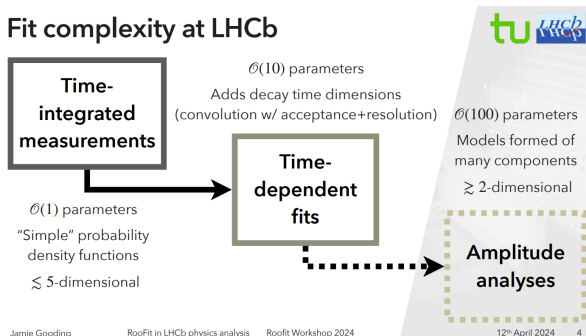 Fit complexity at LHCb
tu
LHCb
Time-
integrated
measurements
𝒪(10) parameters
Adds decay time dimensions
(convolution w/ acceptance+resolution)
𝒪(100) parameters
Models formed of
many components
≳ 2-dimensional
Time-
dependent
fits
𝒪(1) parameters
"Simple" probability
density functions
≲ 5-dimensional
Amplitude
analyses
Jamie Gooding
RooFit in LHCb physics analysis
Roofit Workshop 2024
12th April 2024
4